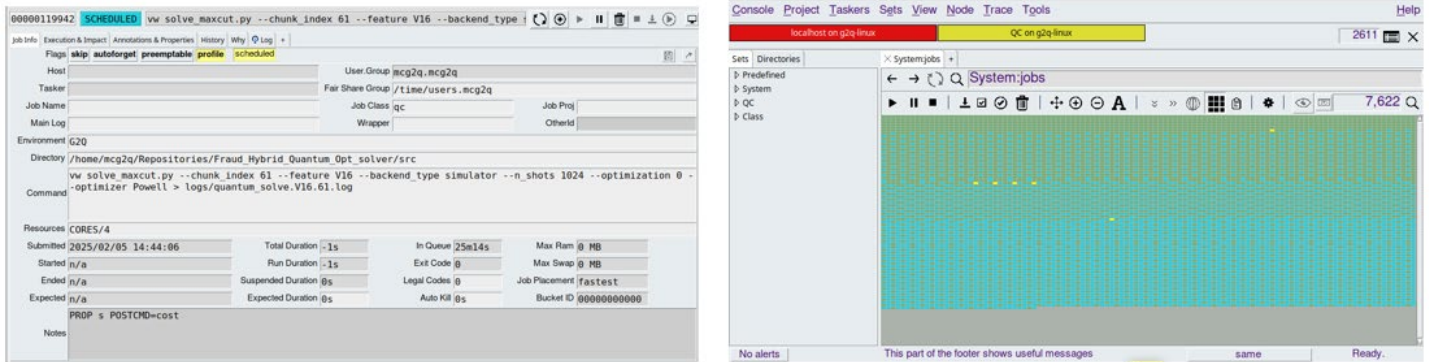 00000119942 SCHEDULED vw solve_maxcut.py --chunk_index 61 --feature V16 --backend_type
Job Info Execution & Impact Annotations & Properties History Why Log +
Flags skip autoforget preemptable profile scheduled
Host User.Group mcg2q.mcg2q
Tasker Fair Share Group /time/users.mcg2q
Job Name Job Class qc Job Proj
Main Log Wrapper OtherId
Environment G2Q
Directory /home/mcg2q/Repositories/Fraud_Hybrid_Quantum_Opt_solver/src
vw solve_maxcut.py --chunk_index 61 --feature V16 --backend_type simulator --n_shots 1024 --optimization 0 -
Command -optimizer Powell > logs/quantum_solve.V16.61.log
Resources CORES/4
Submitted 2025/02/05 14:44:06 Total Duration -1s In Queue 25m14s Max Ram 0 MB
Started n/a Run Duration -1s Exit Code 0 Max Swap 0 MB
Ended n/a Suspended Duration 0s Legal Codes 0 Job Placement fastest
Expected n/a Expected Duration 0s Auto Kill 0s Bucket ID 00000000000
PROP s POSTCMD=cost
Notes
Console Project Taskers Sets View Node Trace Tools Help
localhost on g2q-linux QC on g2q-linux 2611
Sets Directories System:jobs +
Predefined
System
QC
Class
System:jobs
A 7,622
No alerts This part of the footer shows useful messages same Ready.